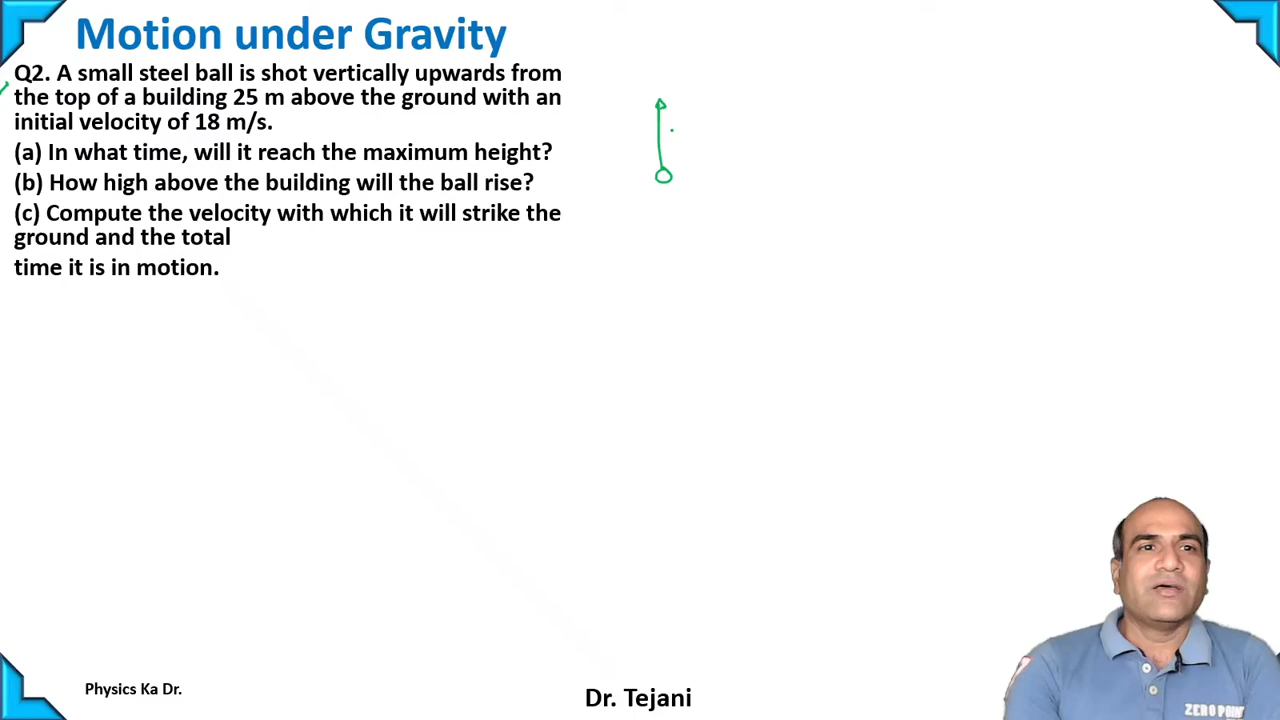 Motion under Gravity
Q2. A small steel ball is shot vertically upwards from
the top of a building 25 m above the ground with an
initial velocity of 18 m/s.
(a) In what time, will it reach the maximum height?
(b) How high above the building will the ball rise?
(c) Compute the velocity with which it will strike the
ground and the total
time it is in motion.
ZERO POINT
Physics Ka Dr.
Dr. Tejani